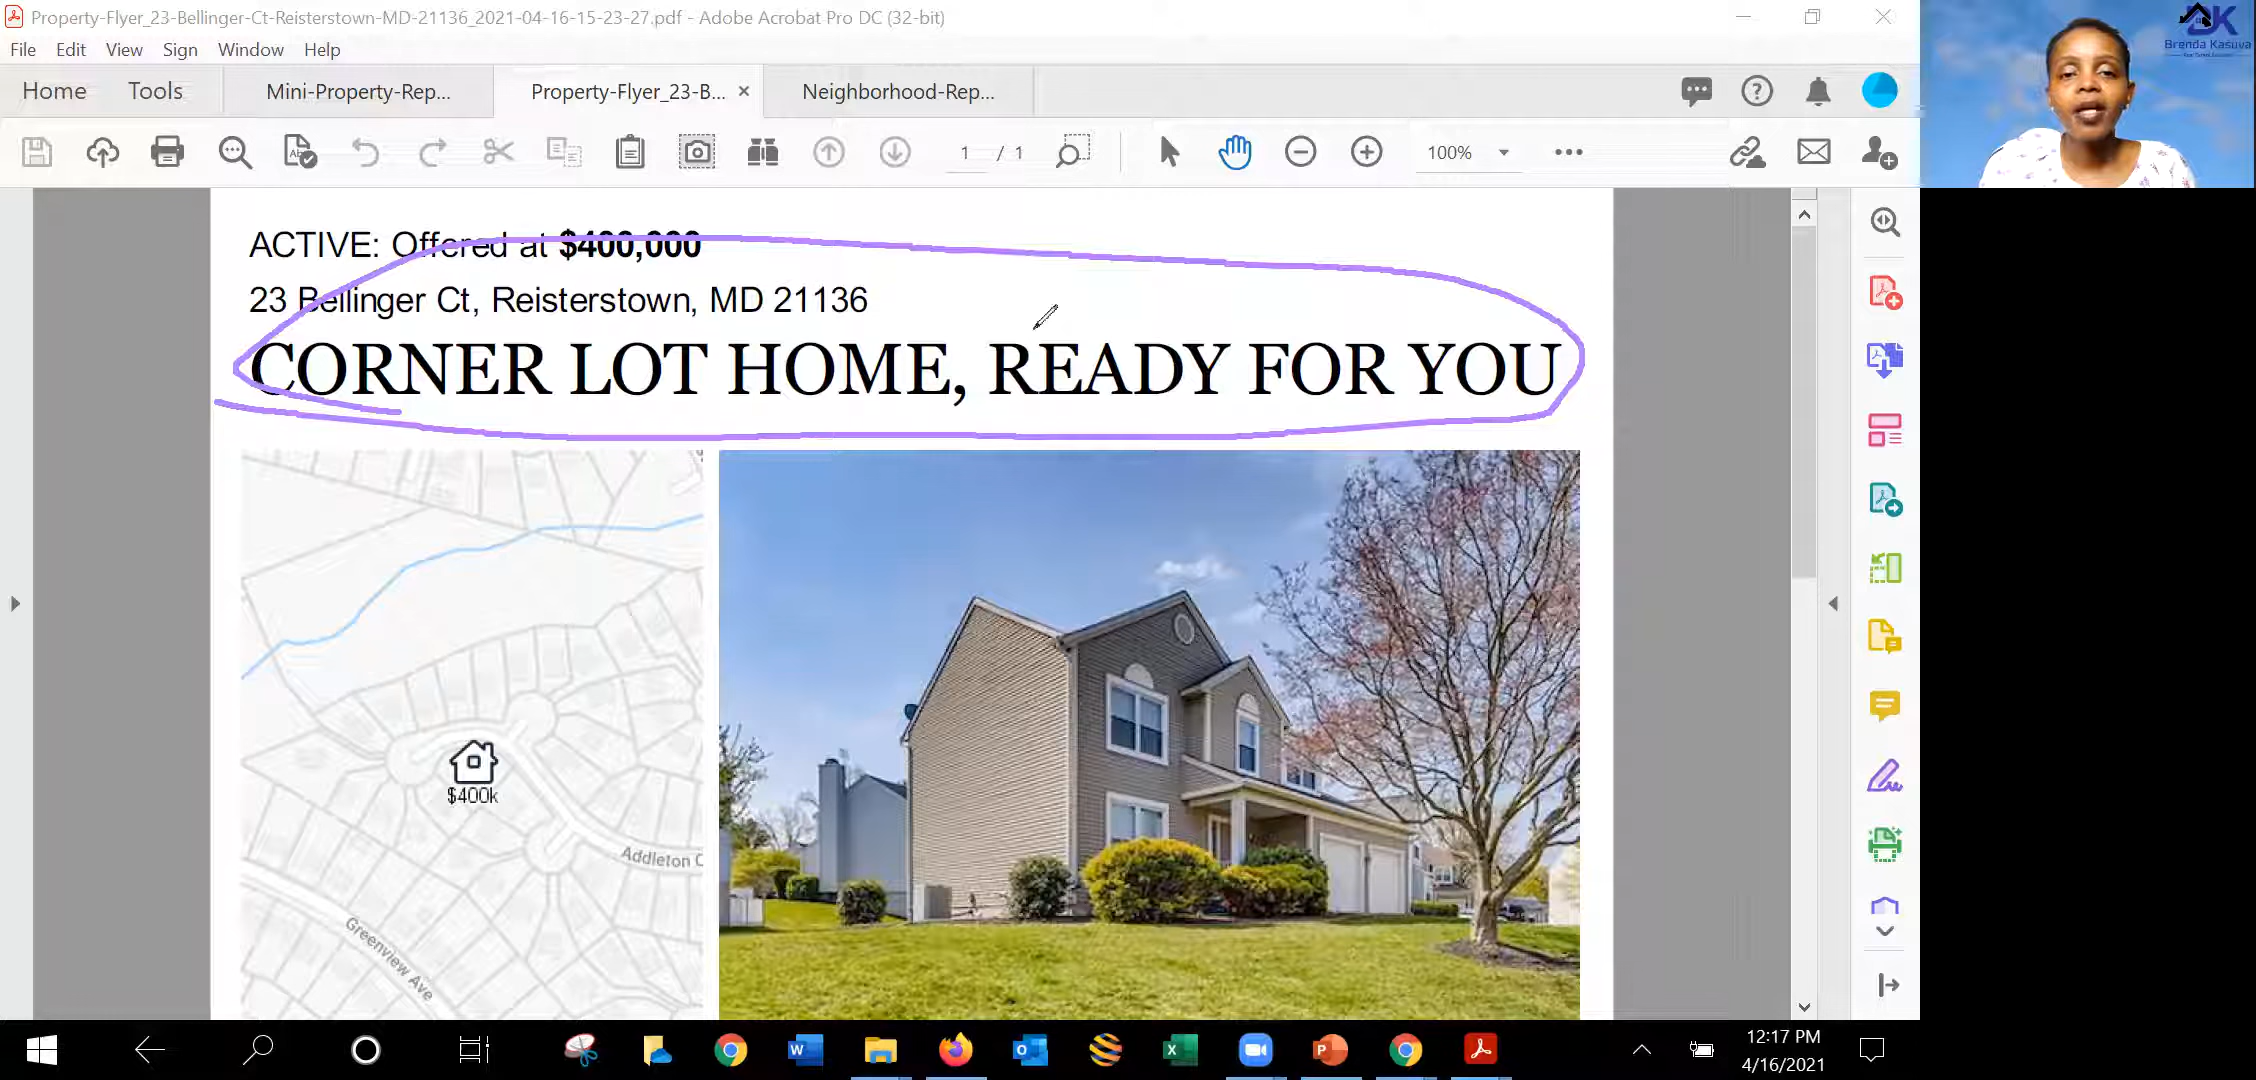 Property-Flyer_23-Bellinger-Ct-Reisterstown-MD-21136_2021-04-16-15-23-27.pdf - Adobe Acrobat Pro DC (32-bit)
File Edit View Sign Window Help
Home Tools Mini-Property-Rep... Property-Flyer_23-B... Neighborhood-Rep...
1 / 1 100%
Brenda Kasuva
ACTIVE: Offered at $400,000
23 Bellinger Ct, Reisterstown, MD 21136
CORNER LOT HOME, READY FOR YOU
$400k
Addleton C
Greenview Ave
12:17 PM
4/16/2021